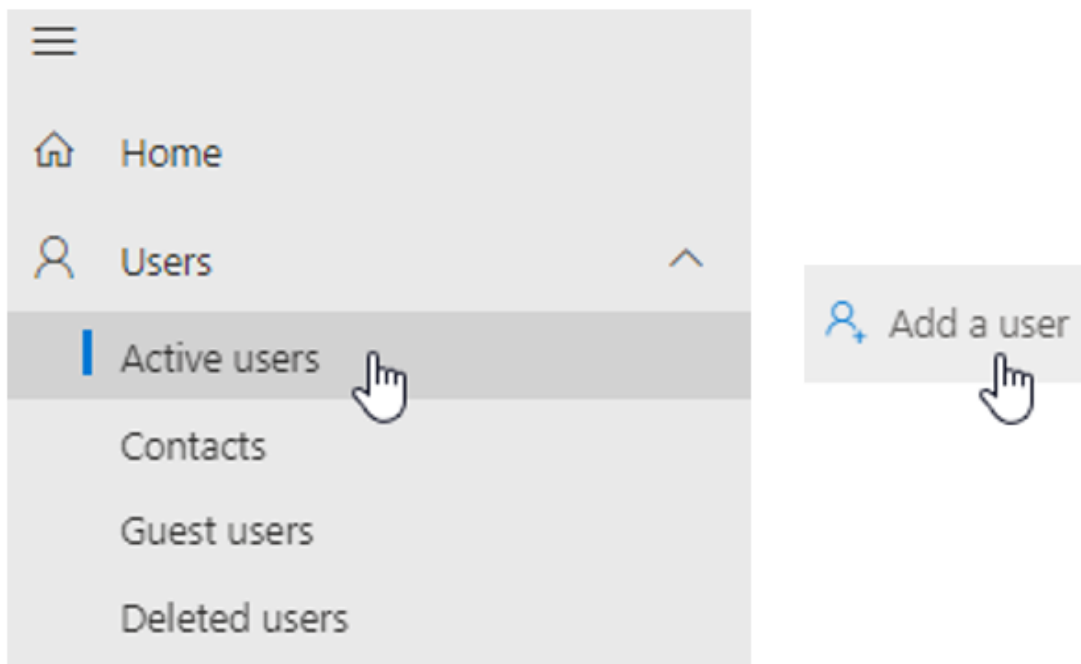 Home
Users
Active users
Contacts
Guest users
Deleted users
Add a user